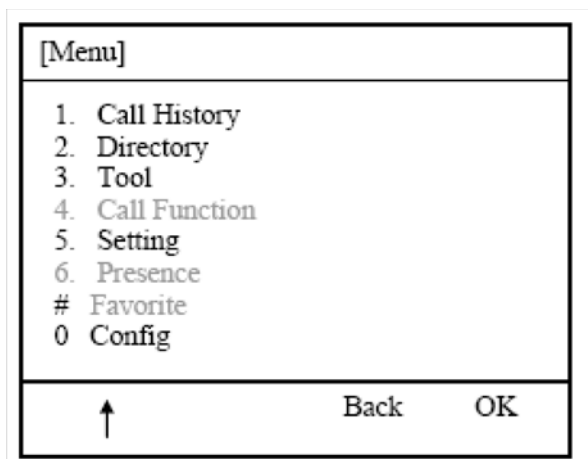 [Menu]
1. Call History
2. Directory
3. Tool
4. Call Function
5. Setting
6. Presence
# Favorite
0 Config
↑ Back OK